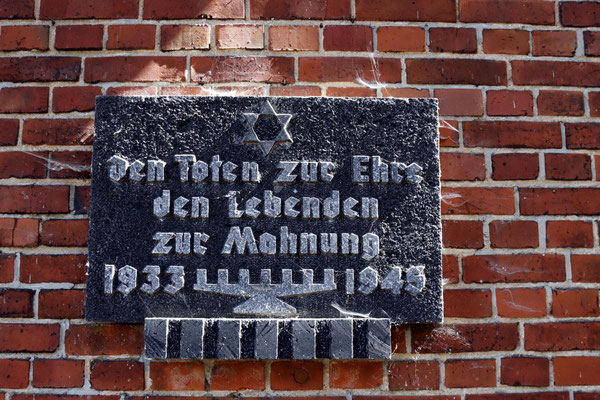 den Toten zur Ehre
den Lebenden
zur Mahnung
1933 1945